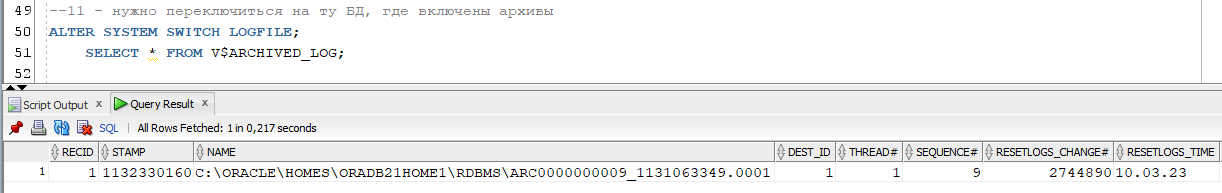 49 --11 - нужно переключиться на ту БД, где включены архивы
50 ALTER SYSTEM SWITCH LOGFILE;
51 SELECT * FROM V$ARCHIVED_LOG;
52
Script Output x Query Result x
SQL | All Rows Fetched: 1 in 0,217 seconds
RECID STAMP NAME DEST_ID THREAD# SEQUENCE# RESETLOGS_CHANGE# RESETLOGS_TIME
1 1 1132330160 C:\ORACLE\HOMES\ORADB21HOME1\RDBMS\ARC0000000009_1131063349.0001 1 1 9 2744890 10.03.23